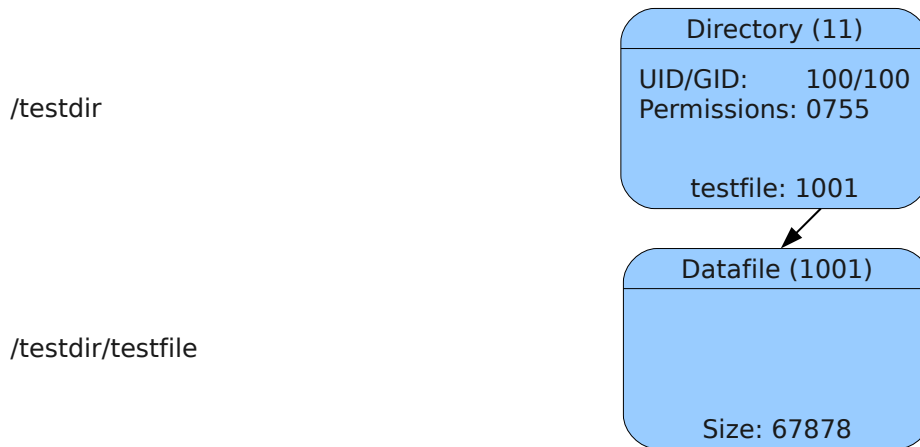 Directory (11)
UID/GID: 100/100
/testdir
Permissions: 0755
testfile: 1001
Datafile (1001)
/testdir/testfile
Size: 67878